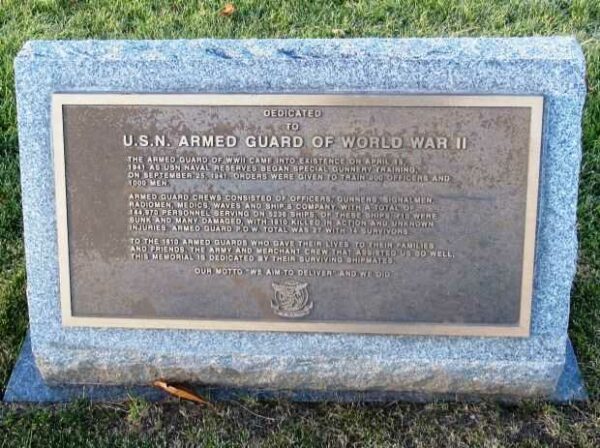 DEDICATED
TO
U.S.N. ARMED GUARD OF WORLD WAR II
THE ARMED GUARD OF WWII CAME INTO EXISTENCE ON APRIL 15,
1941 AS USN NAVAL RESERVES BEGAN SPECIAL GUNNERY TRAINING.
ON SEPTEMBER 25, 1941, ORDERS WERE GIVEN TO TRAIN 200 OFFICERS AND
1000 MEN.
ARMED GUARD CREWS CONSISTED OF OFFICERS, GUNNERS, SIGNALMEN,
RADIOMEN, MEDICS, WAVES AND SHIP'S COMPANY WITH A TOTAL OF
144,970 PERSONNEL SERVING ON 6236 SHIPS. OF THESE SHIPS 710 WERE
SUNK AND MANY DAMAGED, WITH 1810 KILLED IN ACTION AND UNKNOWN
INJURIES. ARMED GUARD P.O.W. TOTAL WAS 27 WITH 14 SURVIVORS.
TO THE 1810 ARMED GUARDS WHO GAVE THEIR LIVES, TO THEIR FAMILIES
AND FRIENDS, THE ARMY AND MERCHANT CREW THAT ASSISTED US SO WELL,
THIS MEMORIAL IS DEDICATED BY THEIR SURVIVING SHIPMATES.
OUR MOTTO "WE AIM TO DELIVER" AND WE DID